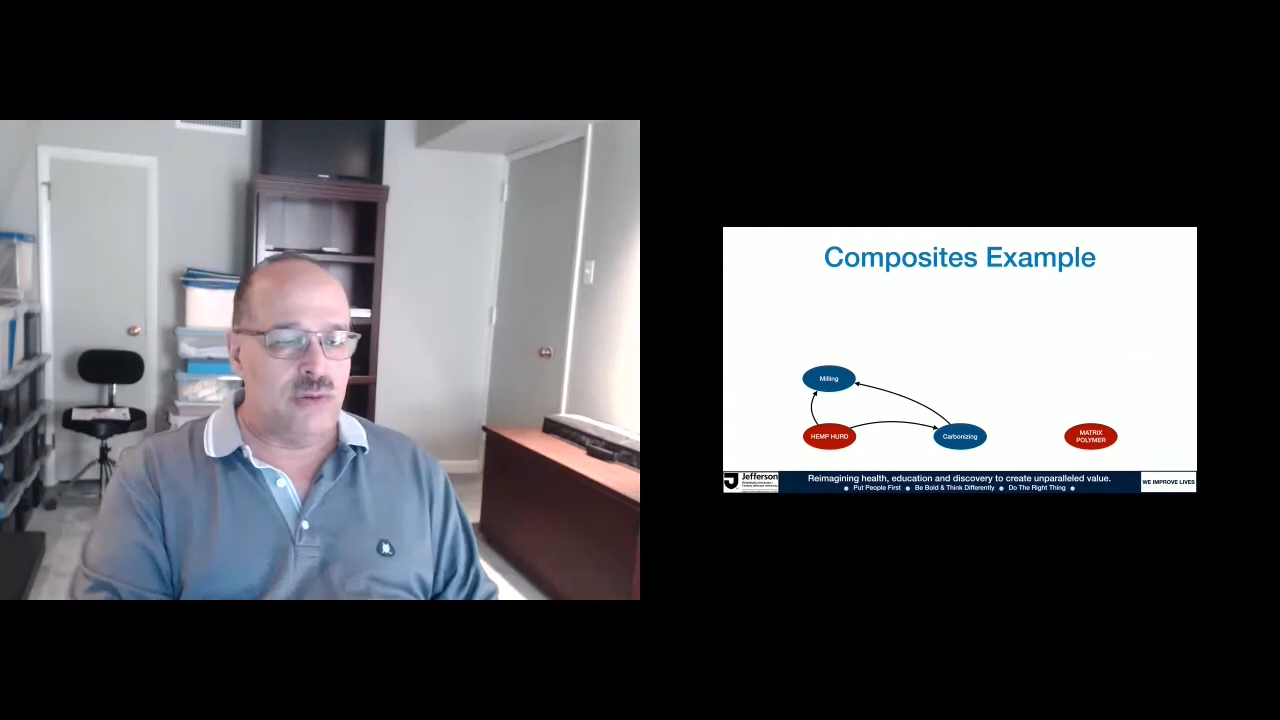 Composites Example
Milling
HEMP HURD
Carbonizing
MATRIX
POLYMER
Jefferson
Reimagining health, education and discovery to create unparalleled value.
Put People First ● Be Bold & Think Differently ● Do The Right Thing ●
WE IMPROVE LIVES